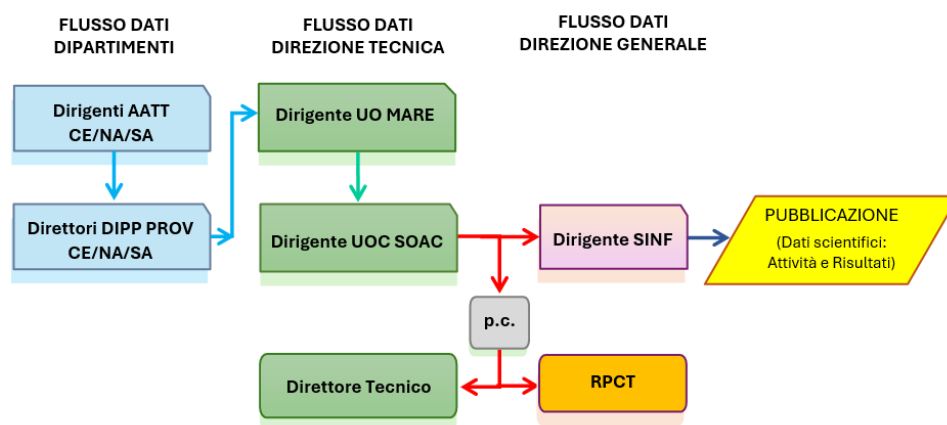 FLUSSO DATI
DIPARTIMENTI
FLUSSO DATI
DIREZIONE TECNICA
FLUSSO DATI
DIREZIONE GENERALE
Dirigenti AATT
CE/NA/SA
Dirigente UO MARE
Direttori DIPP PROV
CE/NA/SA
Dirigente UOC SOAC
Dirigente SINF
PUBBLICAZIONE
(Dati scientifici:
Attività e Risultati)
p.c.
Direttore Tecnico
RPCT